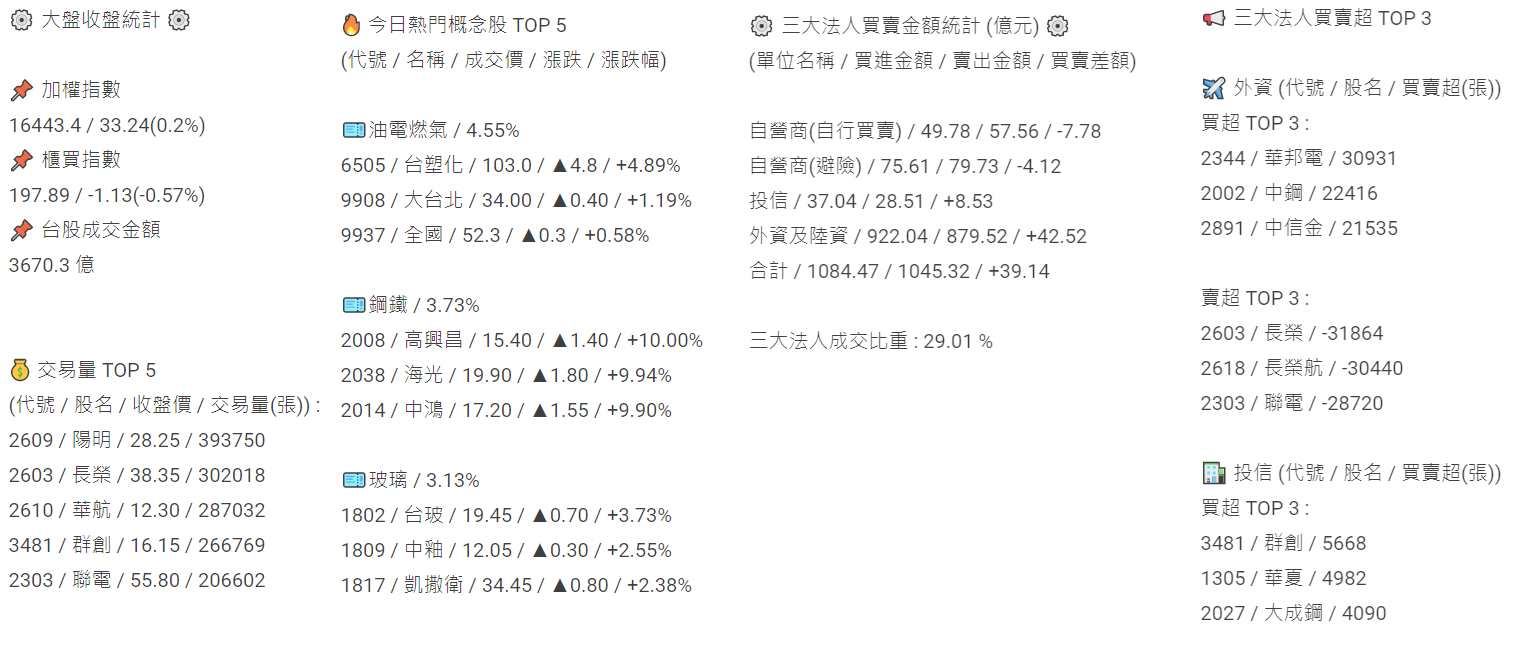 大盤收盤統計
加權指數
16443.4 / 33.24(0.2%)
櫃買指數
197.89 / -1.13(-0.57%)
台股成交金額
3670.3 億
交易量 TOP 5
(代號 / 股名 / 收盤價 / 交易量(張)) :
2609 / 陽明 / 28.25 / 393750
2603 / 長榮 / 38.35 / 302018
2610 / 華航 / 12.30 / 287032
3481 / 群創 / 16.15 / 266769
2303 / 聯電 / 55.80 / 206602
今日熱門概念股 TOP 5
(代號 / 名稱 / 成交價 / 漲跌 / 漲跌幅)
油電燃氣 / 4.55%
6505 / 台塑化 / 103.0 / ▲4.8 / +4.89%
9908 / 大台北 / 34.00 / ▲0.40 / +1.19%
9937 / 全國 / 52.3 / ▲0.3 / +0.58%
鋼鐵 / 3.73%
2008 / 高興昌 / 15.40 / ▲1.40 / +10.00%
2038 / 海光 / 19.90 / ▲1.80 / +9.94%
2014 / 中鴻 / 17.20 / ▲1.55 / +9.90%
玻璃 / 3.13%
1802 / 台玻 / 19.45 / ▲0.70 / +3.73%
1809 / 中釉 / 12.05 / ▲0.30 / +2.55%
1817 / 凱撒衛 / 34.45 / ▲0.80 / +2.38%
三大法人買賣金額統計 (億元)
(單位名稱 / 買進金額 / 賣出金額 / 買賣差額)
自營商(自行買賣) / 49.78 / 57.56 / -7.78
自營商(避險) / 75.61 / 79.73 / -4.12
投信 / 37.04 / 28.51 / +8.53
外資及陸資 / 922.04 / 879.52 / +42.52
合計 / 1084.47 / 1045.32 / +39.14
三大法人成交比重 : 29.01 %
三大法人買賣超 TOP 3
外資 (代號 / 股名 / 買賣超(張))
買超 TOP 3 :
2344 / 華邦電 / 30931
2002 / 中鋼 / 22416
2891 / 中信金 / 21535
賣超 TOP 3 :
2603 / 長榮 / -31864
2618 / 長榮航 / -30440
2303 / 聯電 / -28720
投信 (代號 / 股名 / 買賣超(張))
買超 TOP 3 :
3481 / 群創 / 5668
1305 / 華夏 / 4982
2027 / 大成鋼 / 4090